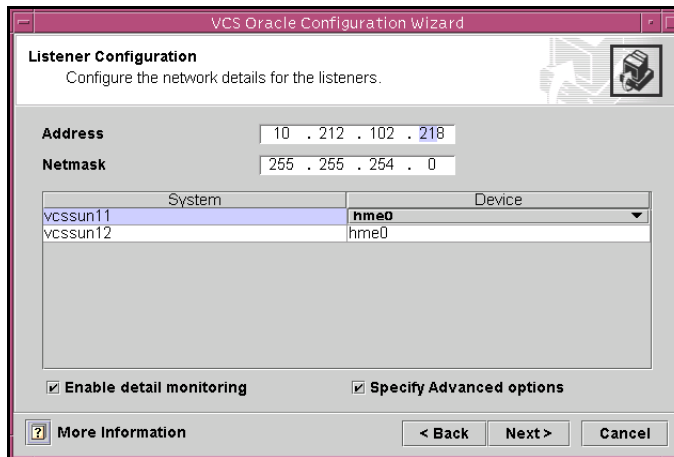 VCS Oracle Configuration Wizard
Listener Configuration
Configure the network details for the listeners.
Address 10 . 212 . 102 . 218
Netmask 255 . 255 . 254 . 0
System Device
vcssun11 hme0
vcssun12 hme0
Enable detail monitoring Specify Advanced options
? More Information < Back Next > Cancel